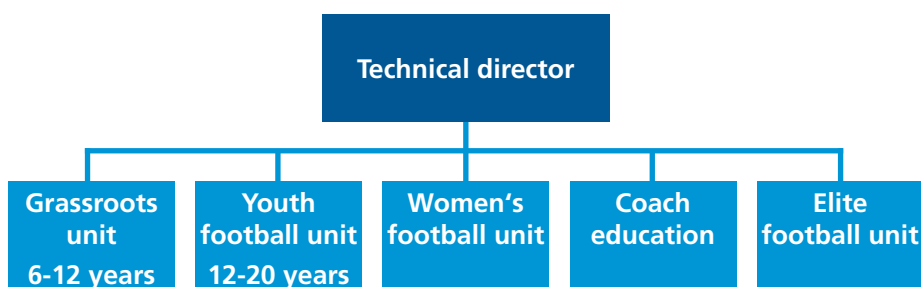 Technical director
Grassroots
unit
6-12 years
Youth
football unit
12-20 years
Women‘s
football unit
Coach
education
Elite
football unit